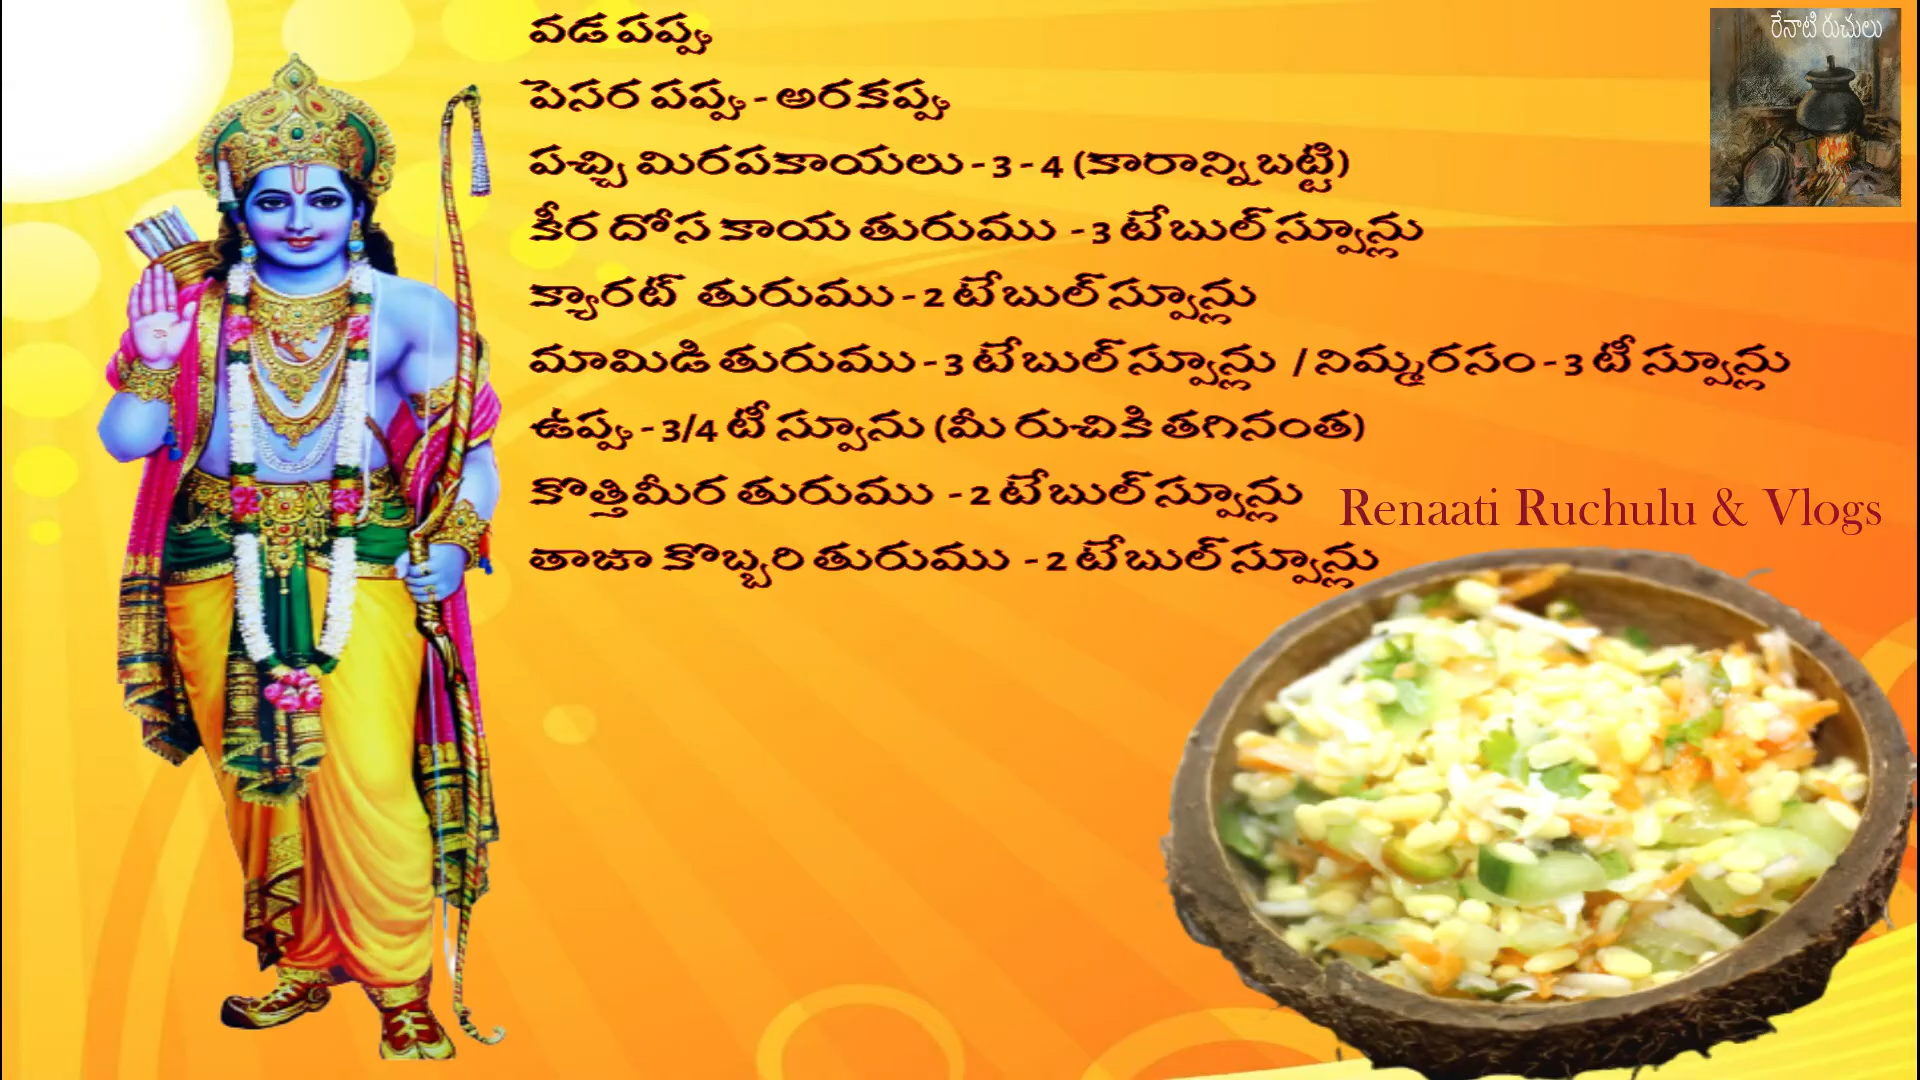 వడ పప్పు
పెసర పప్పు - అరకప్పు
పచ్చి మిరపకాయలు - 3 - 4 (కారాన్ని బట్టి)
కీర దోస కాయ తురుము - 3 టేబుల్ స్పూన్లు
క్యారట్ తురుము - 2 టేబుల్ స్పూన్లు
మామిడి తురుము - 3 టేబుల్ స్పూన్లు / నిమ్మరసం - 3 టీ స్పూన్లు
ఉప్పు - 3/4 టీ స్పూను (మీ రుచికి తగినంత)
కొత్తిమీర తురుము - 2 టేబుల్ స్పూన్లు
తాజా కొబ్బరి తురుము - 2 టేబుల్ స్పూన్లు
రేనాటి రుచులు
Renaati Ruchulu & Vlogs